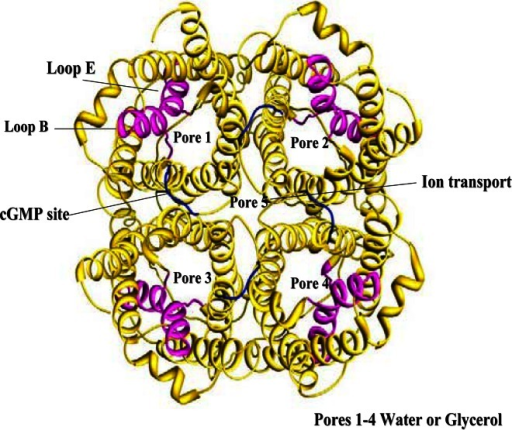 Loop E
Loop B
Pore 1
Pore 2
Pore 5
Ion transport
cGMP site
Pore 3
Pore 4
Pores 1-4 Water or Glycerol